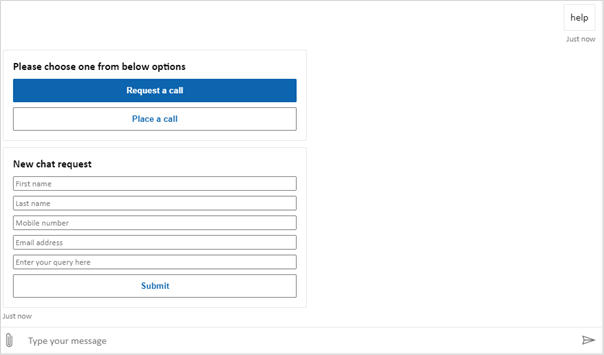 help
Just now
Please choose one from below options
Request a call
Place a call
New chat request
First name
Last name
Mobile number
Email address
Enter your query here
Submit
Just now
Type your message